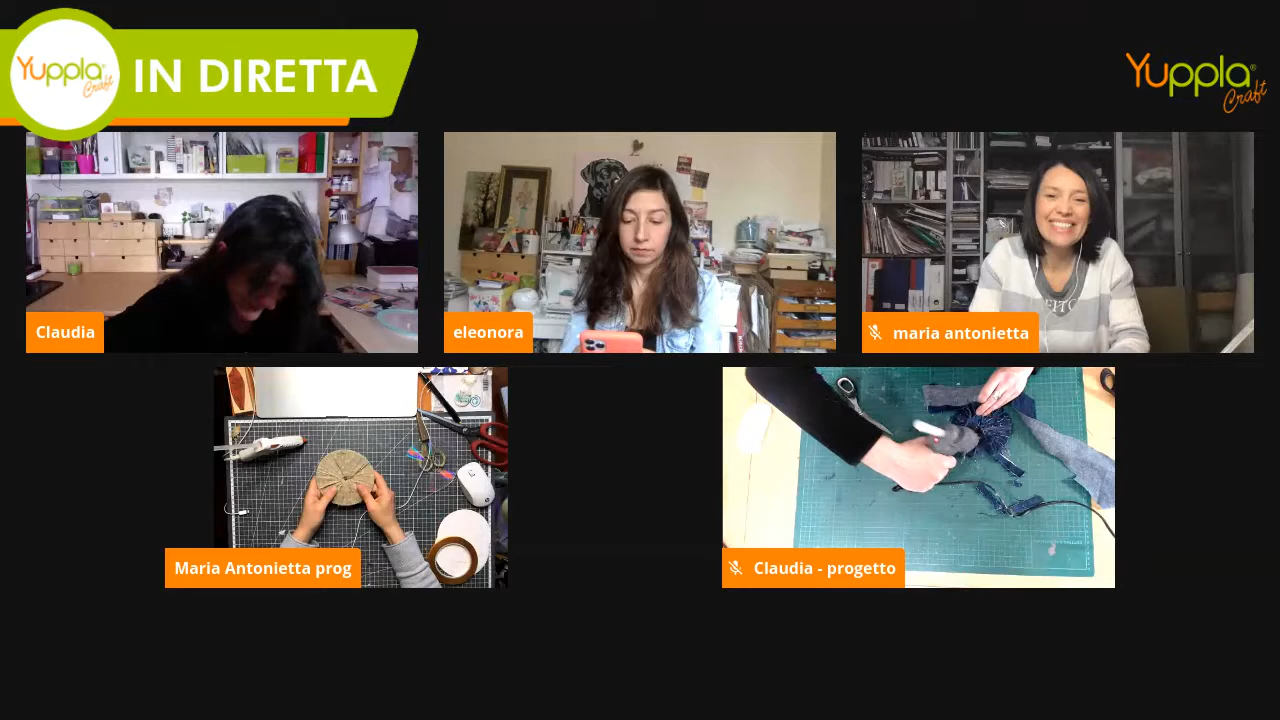 Yuppla® Craft
IN DIRETTA
Yuppla® Craft
Claudia
eleonora
maria antonietta
Maria Antonietta prog
Claudia - progetto